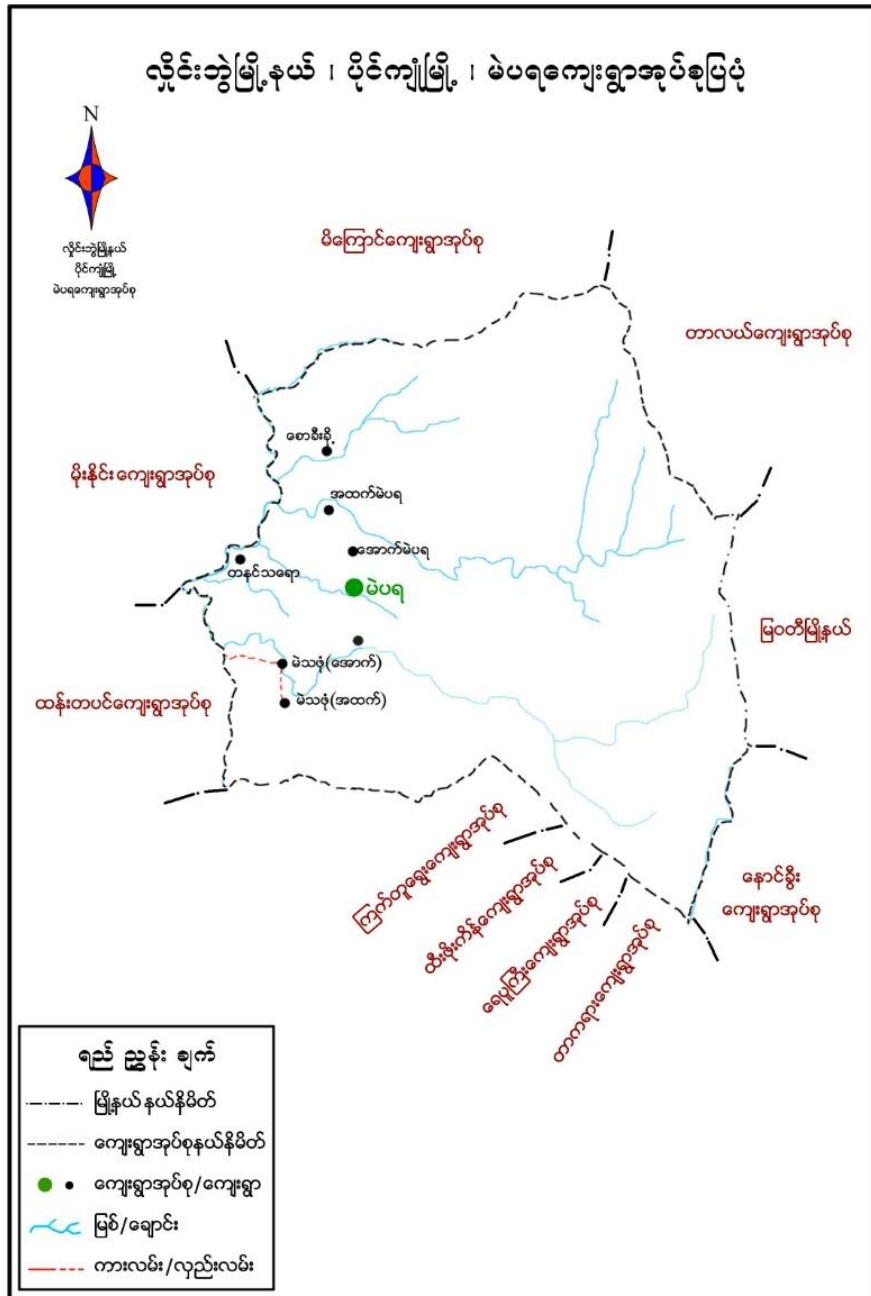 လှိုင်းဘွဲမြို့နယ် ၊ ပိုင်ကျုံမြို့ ၊ မဲပရကျေးရွာအုပ်စုပြပုံ
N
လှိုင်းဘွဲမြို့နယ်
ပိုင်ကျုံမြို့
မဲပရကျေးရွာအုပ်စု
မိကြောင်ကျေးရွာအုပ်စု
တာလယ်ကျေးရွာအုပ်စု
စောခီးခို့
မိုးနိုင်းကျေးရွာအုပ်စု
အထက်မဲပရ
အောက်မဲပရ
တနင်သရော
မဲပရ
မြဝတီမြို့နယ်
မဲသဖုံ(အောက်)
ထန်းတပင်ကျေးရွာအုပ်စု
မဲသဖုံ(အထက်)
ကြက်တူရွေးကျေးရွာအုပ်စု
ထီးဖိုးကိန်ကျေးရွာအုပ်စု
ရေပူကြီးကျေးရွာအုပ်စု
တာကရားကျေးရွာအုပ်စု
နောင်ခွီး
ကျေးရွာအုပ်စု
ရည် ညွှန်း ချက်
မြို့နယ်နယ်နိမိတ်
ကျေးရွာအုပ်စုနယ်နိမိတ်
ကျေးရွာအုပ်စု/ကျေးရွာ
မြစ်/ချောင်း
ကားလမ်း/လှည်းလမ်း